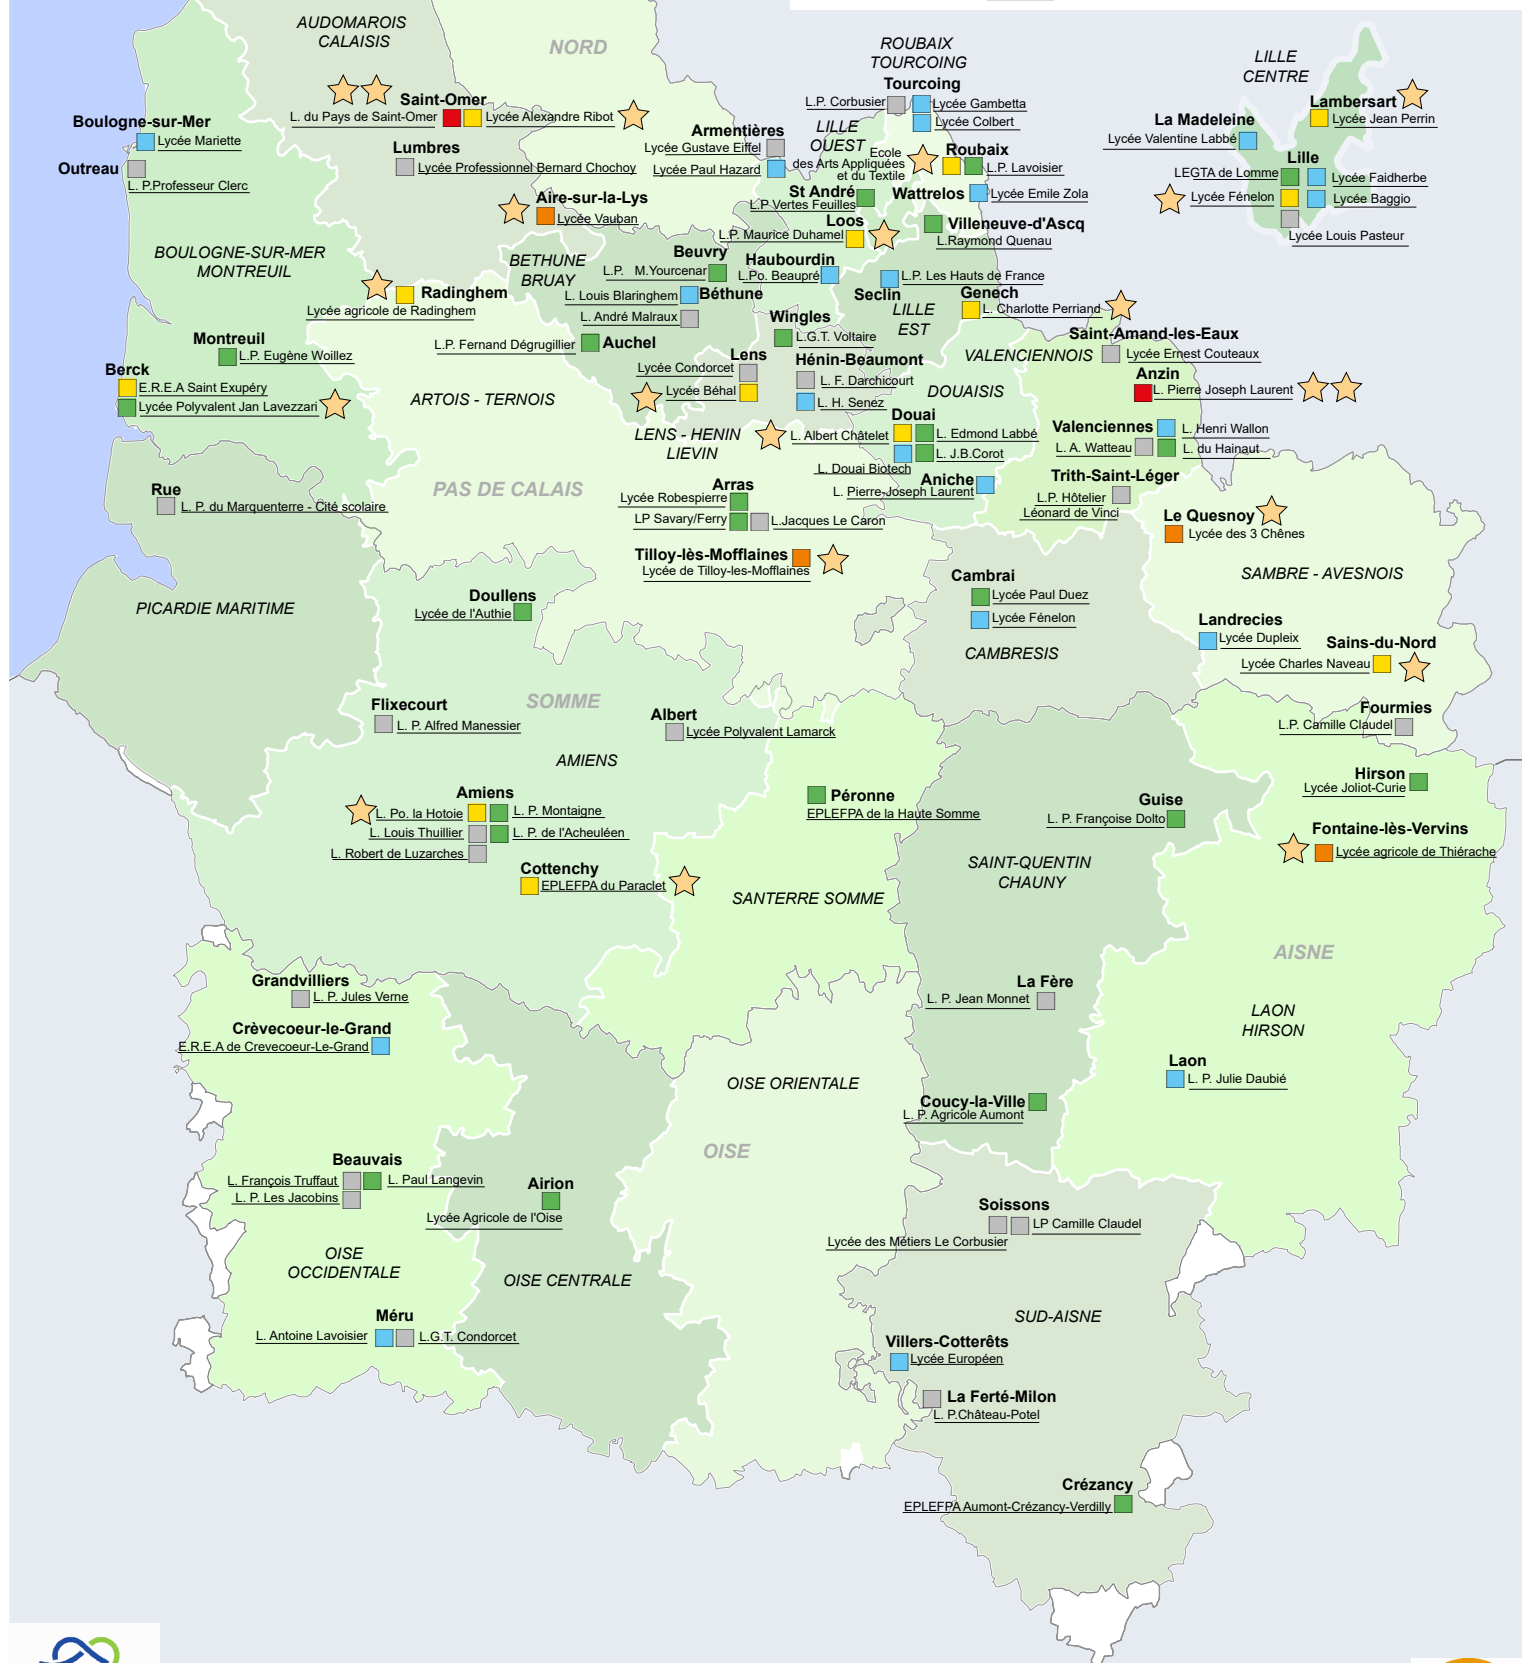 AUDOMAROIS
CALAISIS
NORD
ROUBAIX
TOURCOING
LILLE
CENTRE
Tourcoing
L.P. Corbusier
Lycée Gambetta
Lycée Colbert
Lambersart
Lycée Jean Perrin
La Madeleine
Lycée Valentine Labbé
Lille
LEGTA de Lomme
Lycée Faidherbe
Lycée Fénelon
Lycée Baggio
Lycée Louis Pasteur
Saint-Omer
L. du Pays de Saint-Omer
Lycée Alexandre Ribot
Boulogne-sur-Mer
Lycée Mariette
Outreau
L. P.Professeur Clerc
Lumbres
Lycée Professionnel Bernard Chochoy
Armentières
Lycée Gustave Eiffel
Lycée Paul Hazard
LILLE
OUEST
Ecole
des Arts Appliquées
et du Textile
Roubaix
L.P. Lavoisier
St André
L.P Vertes Feuilles
Wattrelos
Lycée Emile Zola
Aire-sur-la-Lys
Lycée Vauban
Loos
L.P. Maurice Duhamel
Villeneuve-d'Ascq
L.Raymond Quenau
BOULOGNE-SUR-MER
MONTREUIL
BETHUNE
BRUAY
Beuvry
L.P. M.Yourcenar
Haubourdin
L.Po. Beaupré
L.P. Les Hauts de France
Seclin
LILLE
EST
Genech
L. Charlotte Perriand
Radinghem
Lycée agricole de Radinghem
L. Louis Blaringhem
Béthune
L. André Malraux
Wingles
L.G.T. Voltaire
L.P. Fernand Dégrugillier
Auchel
Montreuil
L.P. Eugène Woillez
Berck
E.R.E.A Saint Exupéry
Lycée Polyvalent Jan Lavezzari
ARTOIS - TERNOIS
Lens
Lycée Condorcet
Lycée Béhal
Hénin-Beaumont
L. F. Darchicourt
L. H. Senez
VALENCIENNOIS
Saint-Amand-les-Eaux
Lycée Ernest Couteaux
Anzin
L. Pierre Joseph Laurent
DOUAISIS
LENS - HENIN
LIEVIN
Douai
L. Albert Châtelet
L. Edmond Labbé
L. J.B.Corot
L. Douai Biotech
Valenciennes
L. Henri Wallon
L. A. Watteau
L. du Hainaut
Aniche
L. Pierre-Joseph Laurent
Trith-Saint-Léger
L.P. Hôtelier
Léonard de Vinci
PAS DE CALAIS
Arras
Lycée Robespierre
LP Savary/Ferry
L.Jacques Le Caron
Rue
L. P. du Marquenterre - Cité scolaire
Le Quesnoy
Lycée des 3 Chênes
Tilloy-lès-Mofflaines
Lycée de Tilloy-les-Mofflaines
SAMBRE - AVESNOIS
PICARDIE MARITIME
Doullens
Lycée de l'Authie
Cambrai
Lycée Paul Duez
Lycée Fénelon
CAMBRESIS
Landrecies
Lycée Dupleix
Sains-du-Nord
Lycée Charles Naveau
SOMME
Flixecourt
L. P. Alfred Manessier
Albert
Lycée Polyvalent Lamarck
Fourmies
L.P. Camille Claudel
AMIENS
Hirson
Lycée Joliot-Curie
Amiens
L. Po. la Hotoie
L. P. Montaigne
L. Louis Thuillier
L. P. de l'Acheuléen
L. Robert de Luzarches
Péronne
EPLEFPA de la Haute Somme
Guise
L. P. Françoise Dolto
Fontaine-lès-Vervins
Lycée agricole de Thiérache
Cottenchy
EPLEFPA du Paraclet
SANTERRE SOMME
SAINT-QUENTIN
CHAUNY
AISNE
Grandvilliers
L. P. Jules Verne
La Fère
L. P. Jean Monnet
LAON
HIRSON
Crèvecoeur-le-Grand
E.R.E.A de Crevecoeur-Le-Grand
OISE ORIENTALE
Laon
L. P. Julie Daubié
Coucy-la-Ville
L. P. Agricole Aumont
OISE
Beauvais
L. François Truffaut
L. Paul Langevin
L. P. Les Jacobins
Airion
Lycée Agricole de l'Oise
Soissons
LP Camille Claudel
Lycée des Métiers Le Corbusier
OISE
OCCIDENTALE
OISE CENTRALE
SUD-AISNE
Méru
L. Antoine Lavoisier
L.G.T. Condorcet
Villers-Cotterêts
Lycée Européen
La Ferté-Milon
L. P.Château-Potel
Crézancy
EPLEFPA Aumont-Crézancy-Verdilly